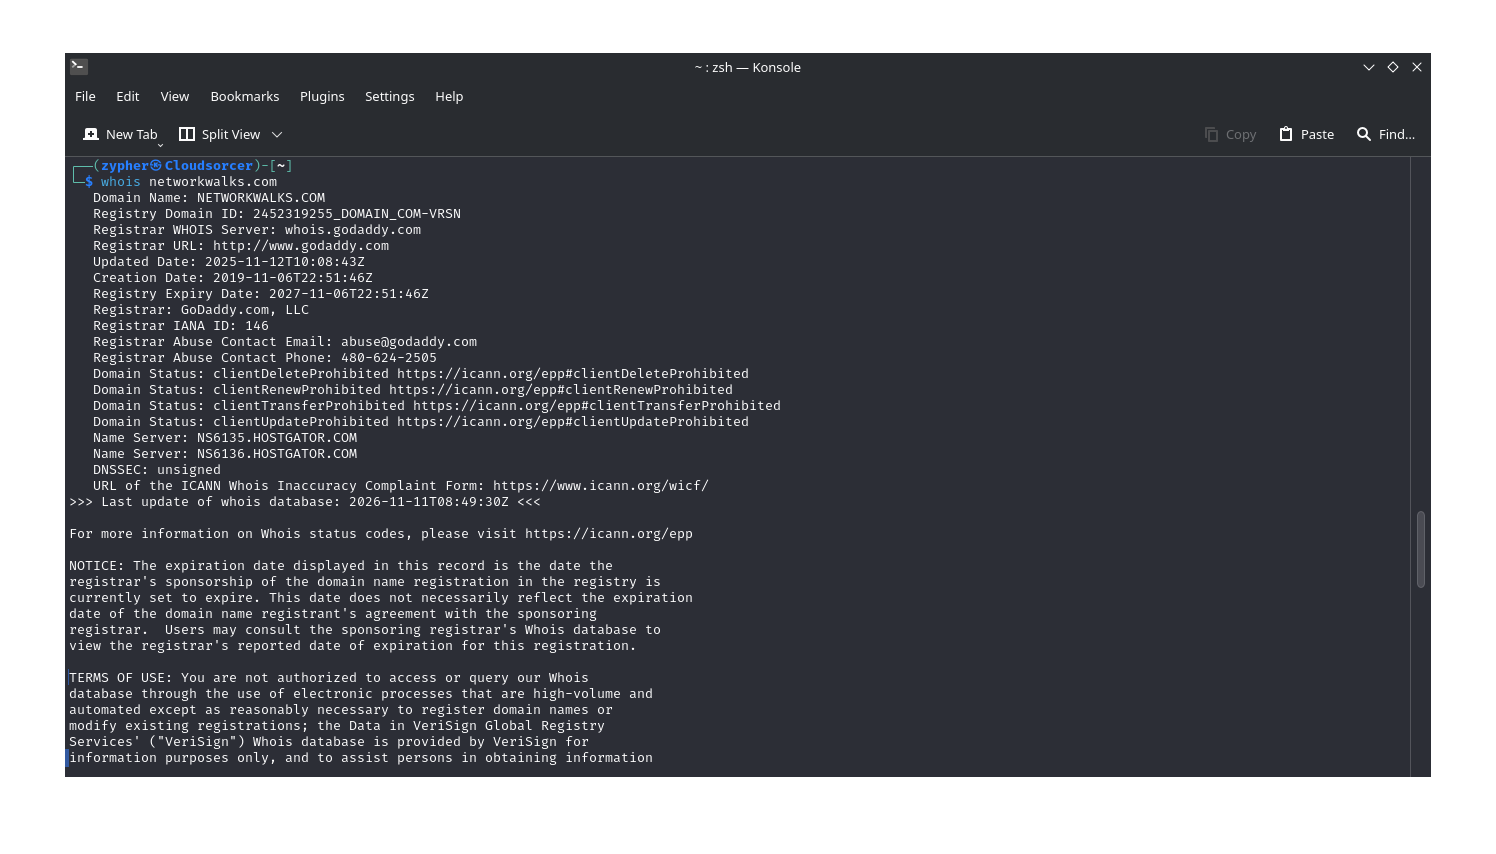 ~ : zsh — Konsole
File Edit View Bookmarks Plugins Settings Help
New Tab Split View Copy Paste Find...
┌──(zypher㉿Cloudsorcer)-[~]
└─$ whois networkwalks.com
   Domain Name: NETWORKWALKS.COM
   Registry Domain ID: 2452319255_DOMAIN_COM-VRSN
   Registrar WHOIS Server: whois.godaddy.com
   Registrar URL: http://www.godaddy.com
   Updated Date: 2025-11-12T10:08:43Z
   Creation Date: 2019-11-06T22:51:46Z
   Registry Expiry Date: 2027-11-06T22:51:46Z
   Registrar: GoDaddy.com, LLC
   Registrar IANA ID: 146
   Registrar Abuse Contact Email: abuse@godaddy.com
   Registrar Abuse Contact Phone: 480-624-2505
   Domain Status: clientDeleteProhibited https://icann.org/epp#clientDeleteProhibited
   Domain Status: clientRenewProhibited https://icann.org/epp#clientRenewProhibited
   Domain Status: clientTransferProhibited https://icann.org/epp#clientTransferProhibited
   Domain Status: clientUpdateProhibited https://icann.org/epp#clientUpdateProhibited
   Name Server: NS6135.HOSTGATOR.COM
   Name Server: NS6136.HOSTGATOR.COM
   DNSSEC: unsigned
   URL of the ICANN Whois Inaccuracy Complaint Form: https://www.icann.org/wicf/
>>> Last update of whois database: 2026-11-11T08:49:30Z <<<

For more information on Whois status codes, please visit https://icann.org/epp

NOTICE: The expiration date displayed in this record is the date the
registrar's sponsorship of the domain name registration in the registry is
currently set to expire. This date does not necessarily reflect the expiration
date of the domain name registrant's agreement with the sponsoring
registrar.  Users may consult the sponsoring registrar's Whois database to
view the registrar's reported date of expiration for this registration.

TERMS OF USE: You are not authorized to access or query our Whois
database through the use of electronic processes that are high-volume and
automated except as reasonably necessary to register domain names or
modify existing registrations; the Data in VeriSign Global Registry
Services' ("VeriSign") Whois database is provided by VeriSign for
information purposes only, and to assist persons in obtaining information